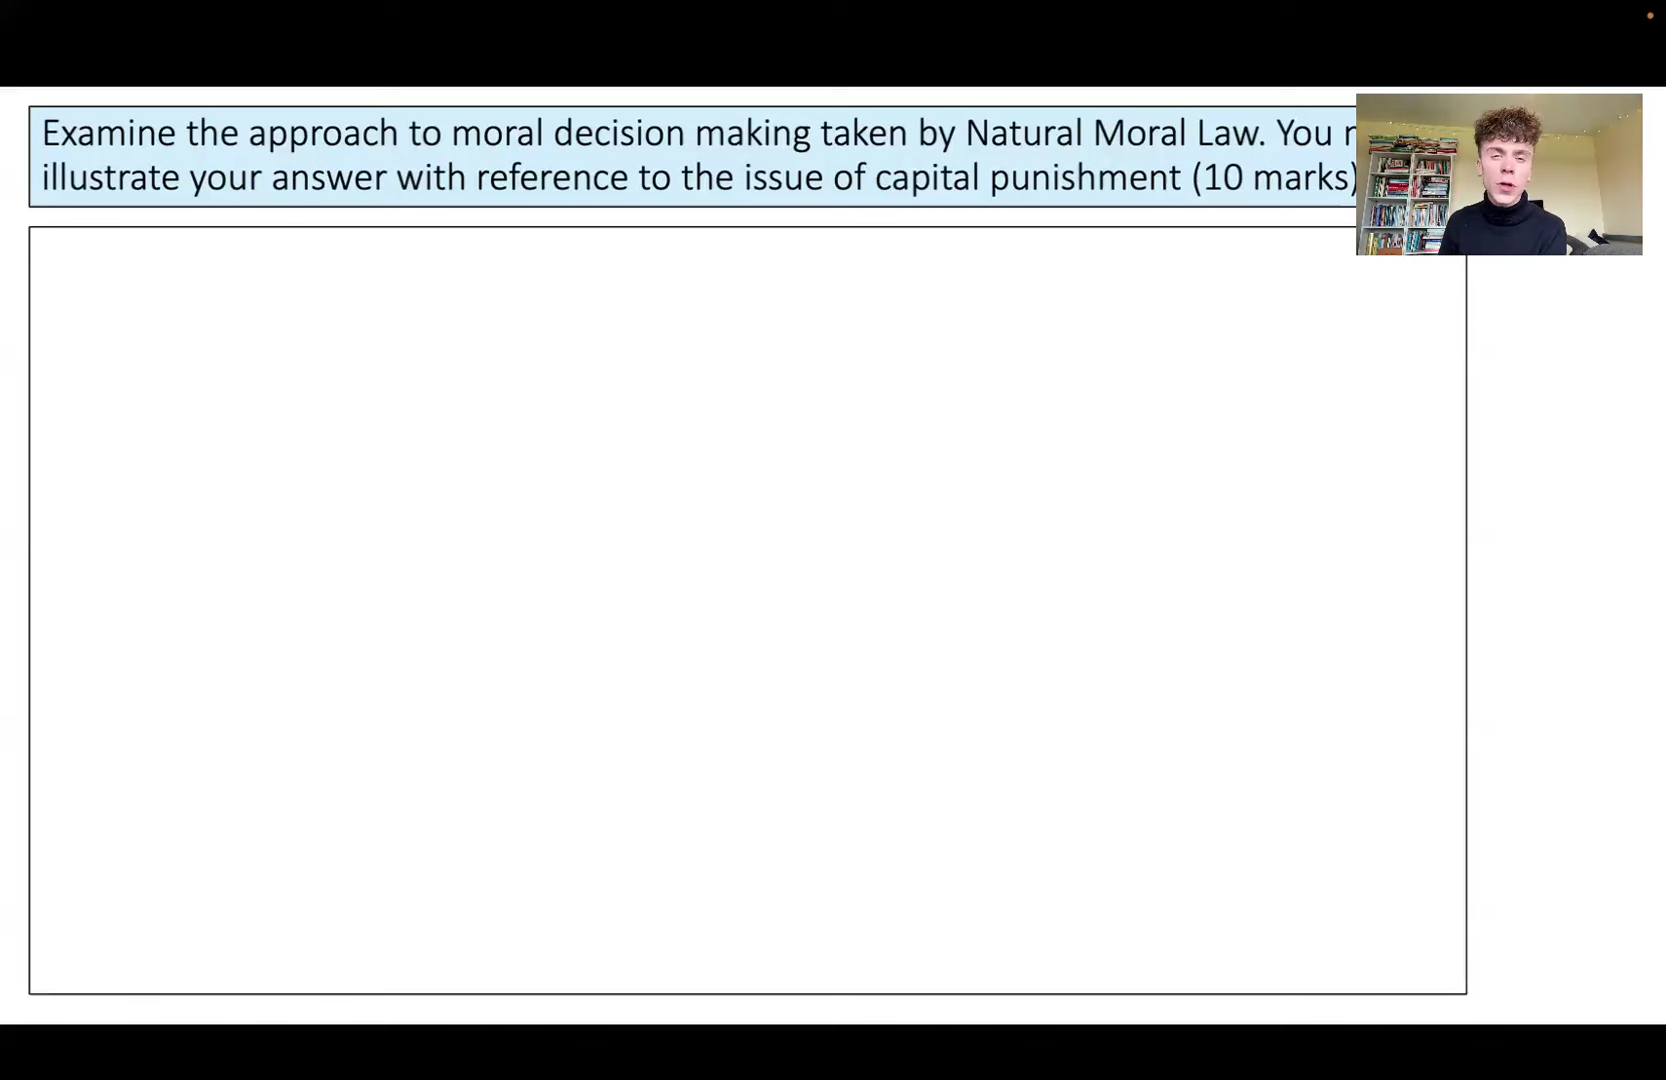 Examine the approach to moral decision making taken by Natural Moral Law. You
illustrate your answer with reference to the issue of capital punishment (10 marks)